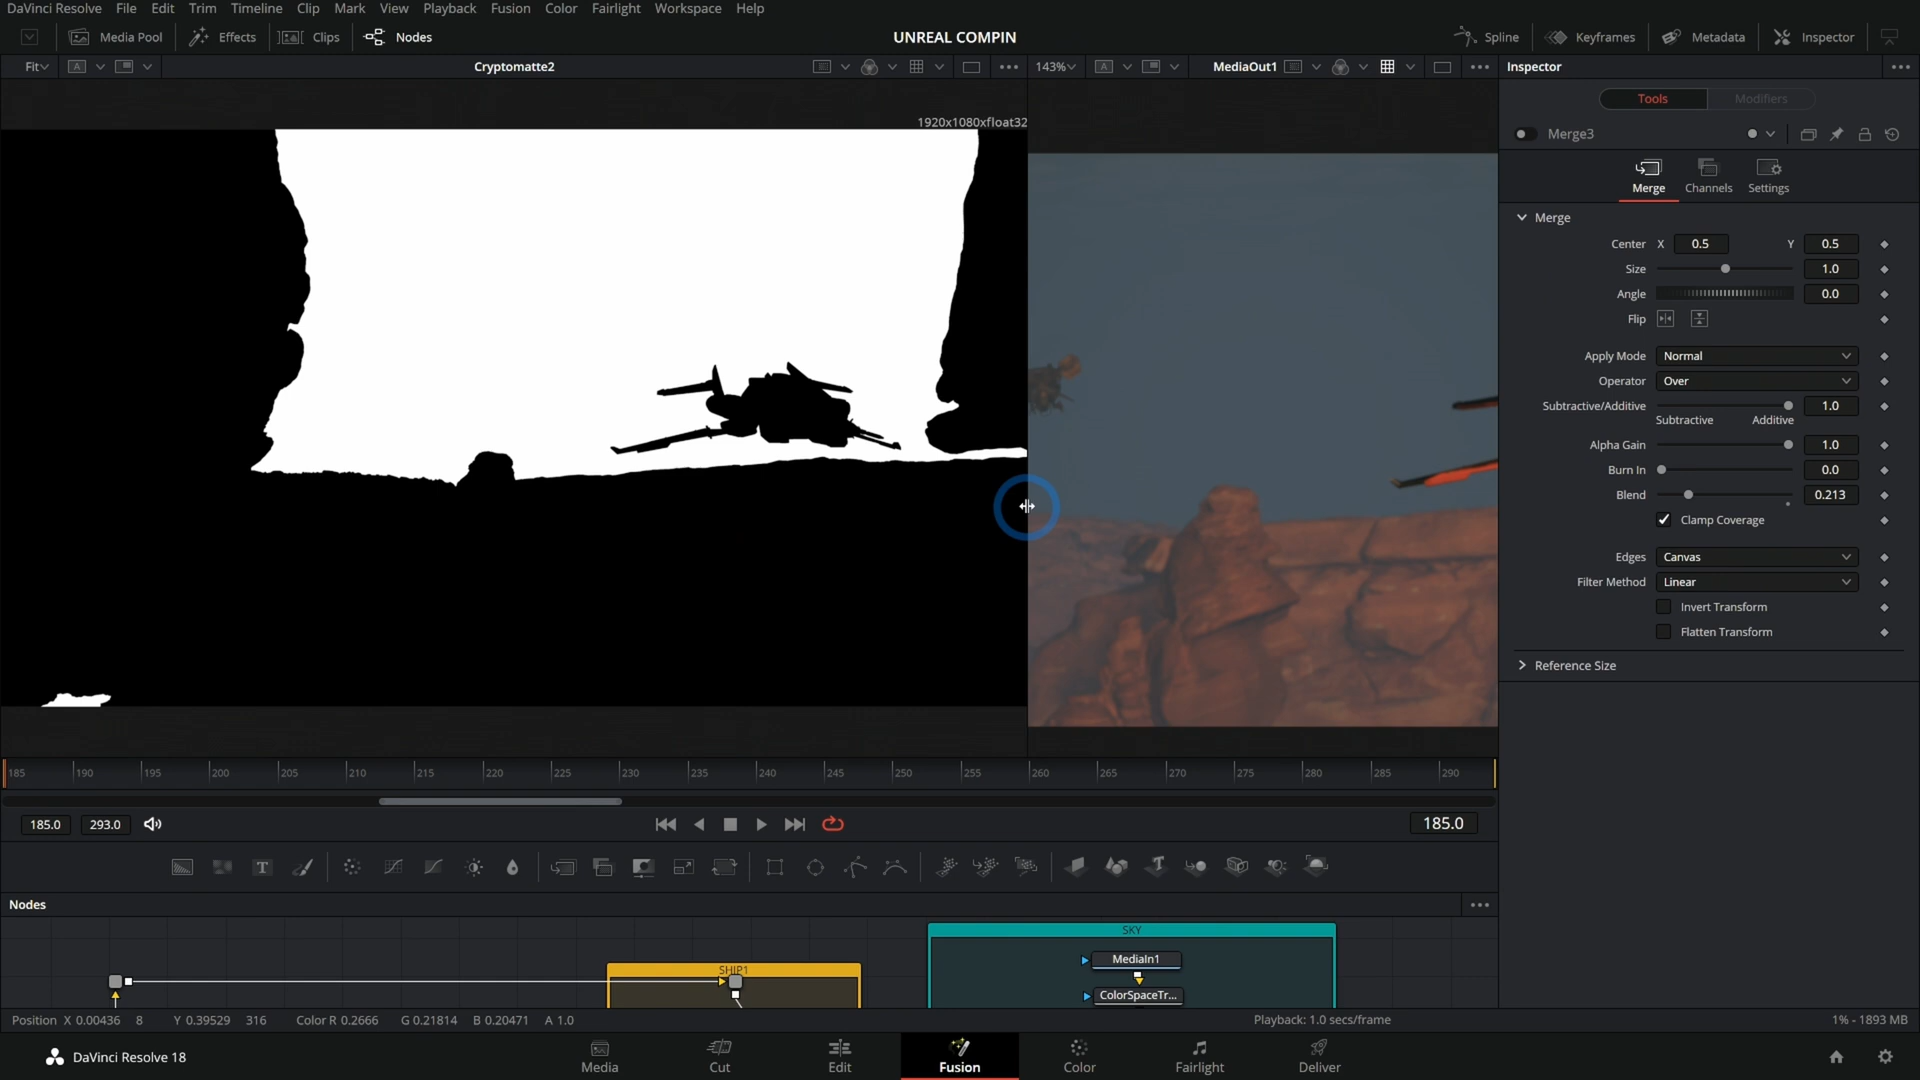 DaVinci Resolve File Edit Trim Timeline Clip Mark View Playback Fusion Color Fairlight Workspace Help
Media Pool Effects Clips Nodes UNREAL COMPIN Spline Keyframes Metadata Inspector
Fit A Cryptomatte2 143% A MediaOut1 Inspector
Tools Modifiers
1920x1080xfloat32
Merge3
Merge Channels Settings
Merge
Center X 0.5 Y 0.5
Size 1.0
Angle 0.0
Flip
Apply Mode Normal
Operator Over
Subtractive/Additive 1.0
Subtractive Additive
Alpha Gain 1.0
Burn In 0.0
Blend 0.213
Clamp Coverage
Edges Canvas
Filter Method Linear
Invert Transform
Flatten Transform
Reference Size
185 190 195 200 205 210 215 220 225 230 235 240 245 250 255 260 265 270 275 280 285 290
185.0 293.0 185.0
T T
Nodes
SKY
MediaIn1
SHIP1
ColorSpaceTr...
Position X 0.00436 8 Y 0.39529 316 Color R 0.2666 G 0.21814 B 0.20471 A 1.0 Playback: 1.0 secs/frame 1% - 1893 MB
DaVinci Resolve 18 Media Cut Edit Fusion Color Fairlight Deliver